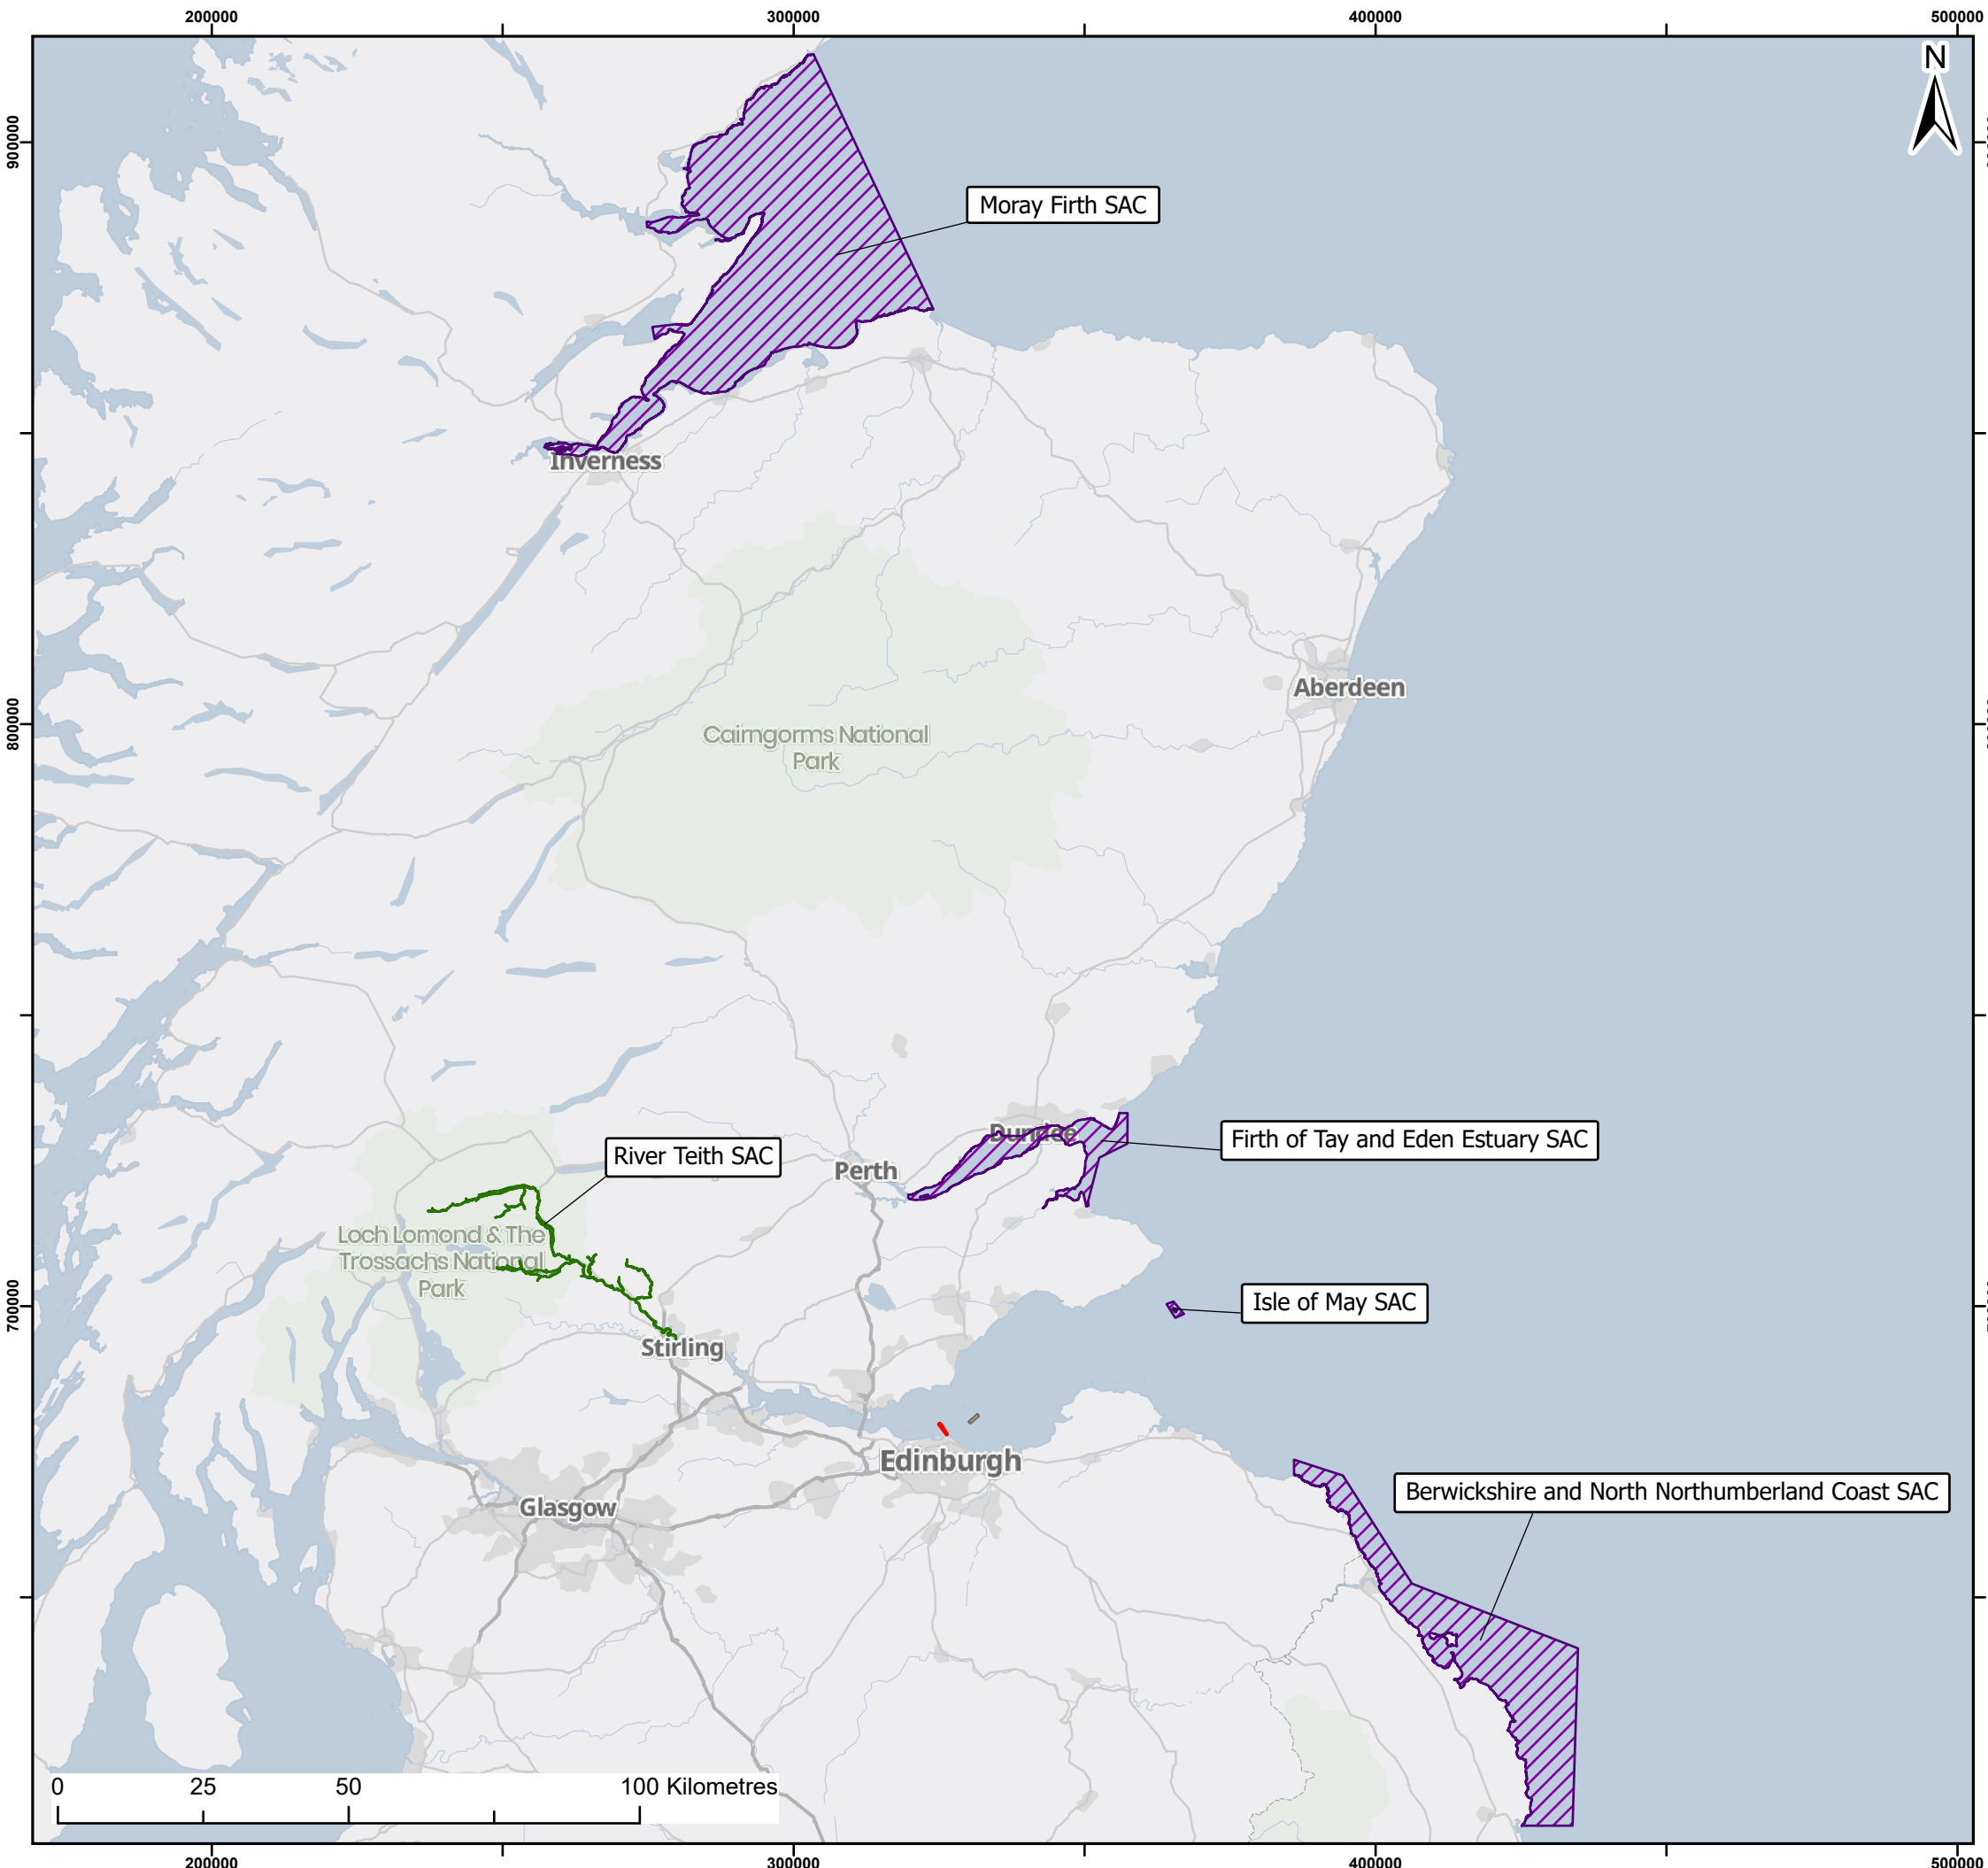 200000
300000
400000
500000
N
900000
Moray Firth SAC
Inverness
Aberdeen
800000
Cairngorms National
Park
Dundee
Firth of Tay and Eden Estuary SAC
River Teith SAC
Perth
Loch Lomond & The
Trossachs National
Park
Isle of May SAC
700000
Stirling
Edinburgh
Berwickshire and North Northumberland Coast SAC
Glasgow
0
25
50
100 Kilometres
200000
300000
400000
500000